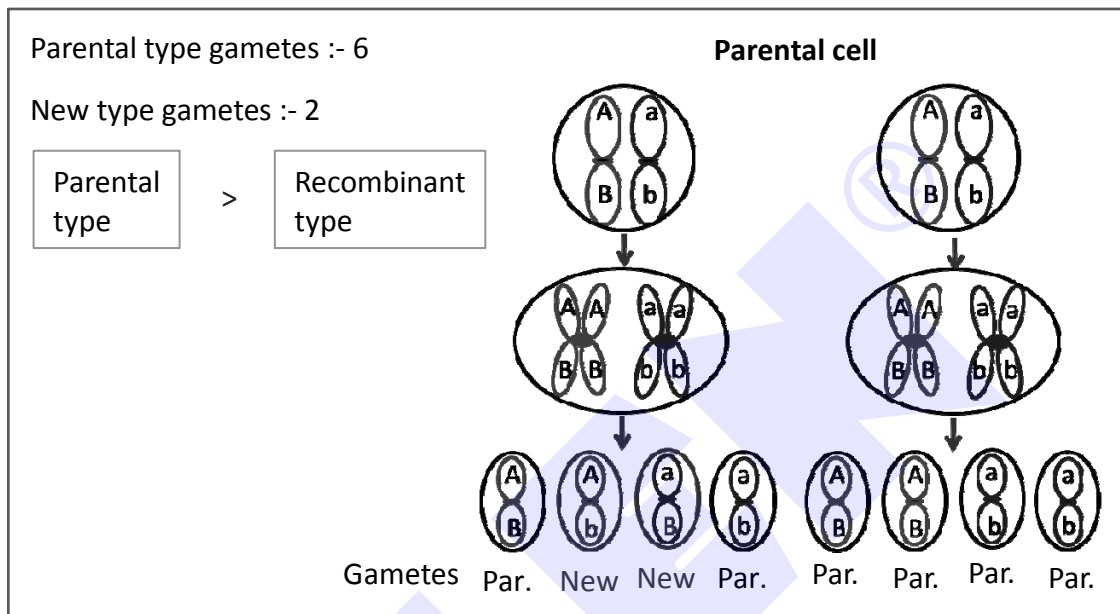 Parental type gametes :- 6
Parental cell
New type gametes :- 2
Parental type
>
Recombinant type
A a
B b
A a
B b
A A a a
B B b b
A A a a
B B b b
A A a a A A a a
B b B b B B b b
Gametes Par. New New Par. Par. Par. Par. Par.
®